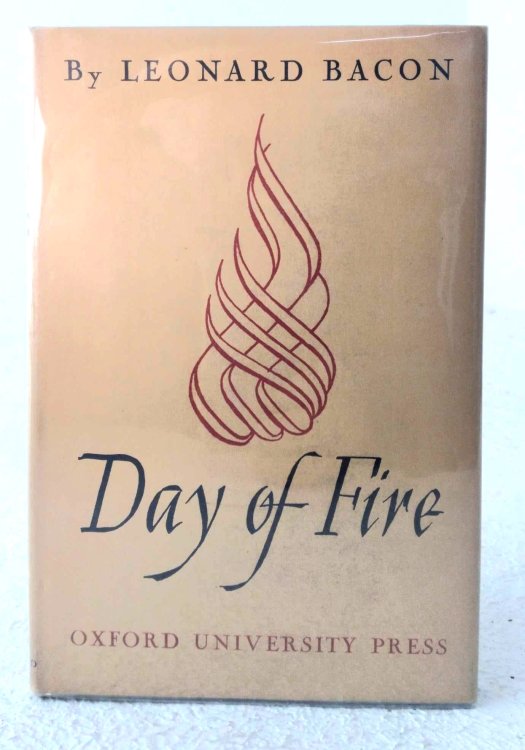 By LEONARD BACON
Day of Fire
OXFORD UNIVERSITY PRESS